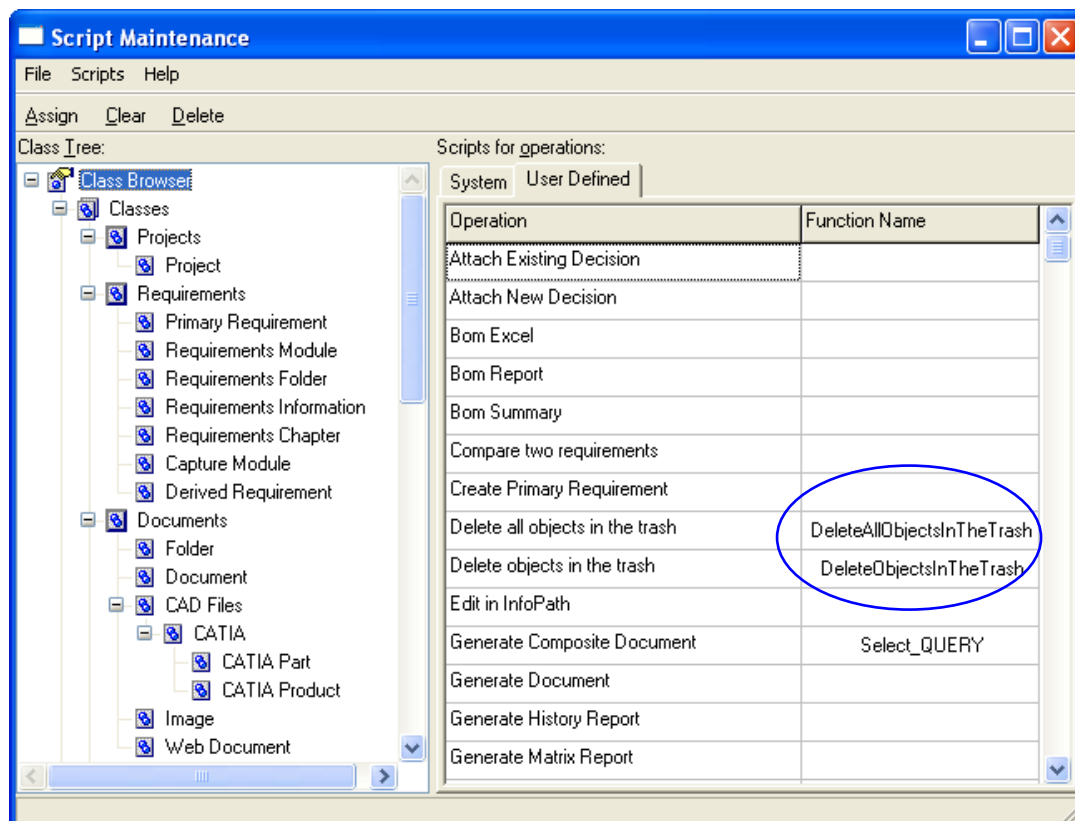 Script Maintenance
File Scripts Help
Assign Clear Delete
Class Tree:
Class Browser
Classes
Projects
Project
Requirements
Primary Requirement
Requirements Module
Requirements Folder
Requirements Information
Requirements Chapter
Capture Module
Derived Requirement
Documents
Folder
Document
CAD Files
CATIA
CATIA Part
CATIA Product
Image
Web Document
Scripts for operations:
System User Defined
Operation Function Name
Attach Existing Decision
Attach New Decision
Bom Excel
Bom Report
Bom Summary
Compare two requirements
Create Primary Requirement
Delete all objects in the trash DeleteAllObjectsInTheTrash
Delete objects in the trash DeleteObjectsInTheTrash
Edit in InfoPath
Generate Composite Document Select_QUERY
Generate Document
Generate History Report
Generate Matrix Report